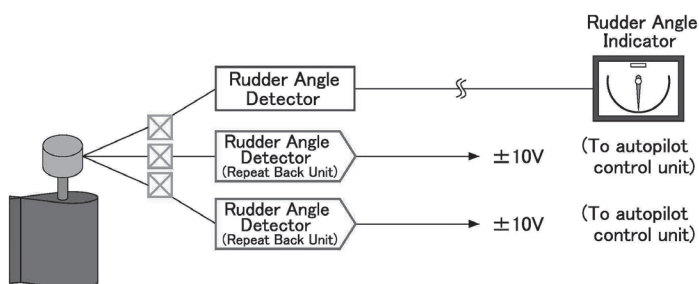 Rudder Angle
Indicator
Rudder Angle
Detector
Rudder Angle
Detector
(Repeat Back Unit)
±10V
(To autopilot
control unit)
Rudder Angle
Detector
(Repeat Back Unit)
±10V
(To autopilot
control unit)